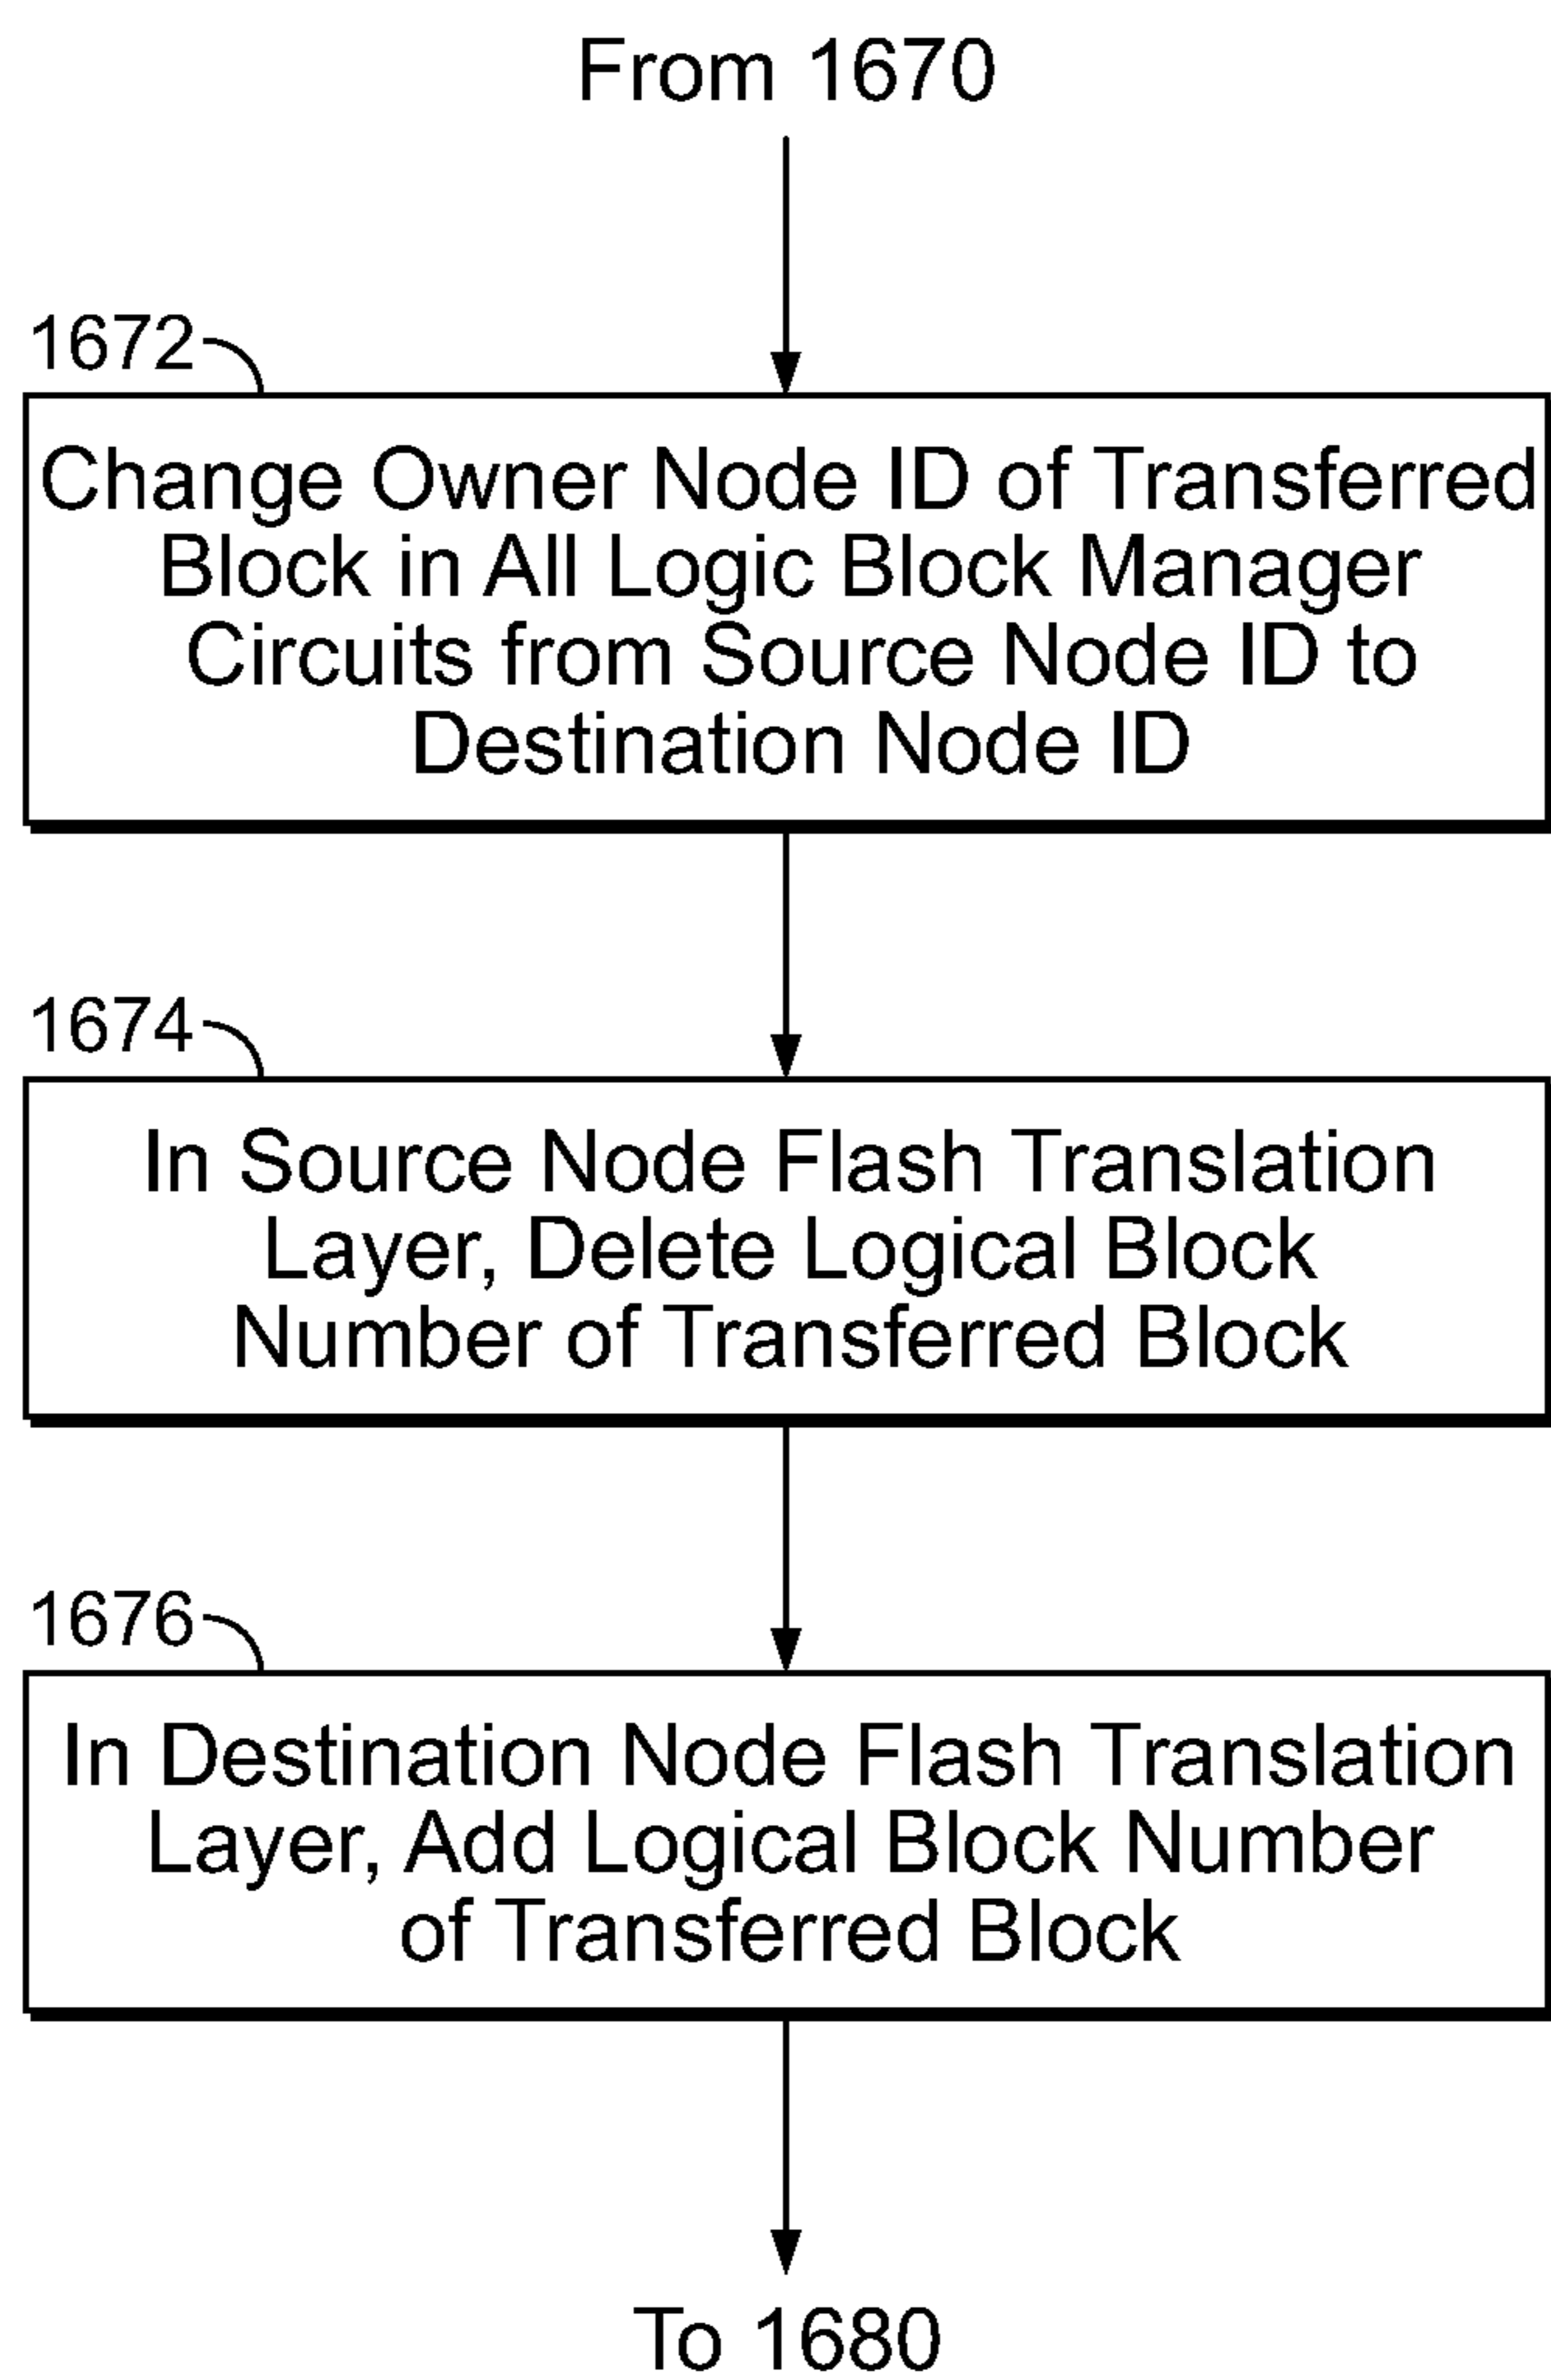 From 1670
1672
Change Owner Node ID of Transferred
Block in All Logic Block Manager
Circuits from Source Node ID to
Destination Node ID
1674
In Source Node Flash Translation
Layer, Delete Logical Block
Number of Transferred Block
1676
In Destination Node Flash Translation
Layer, Add Logical Block Number
of Transferred Block
To 1680